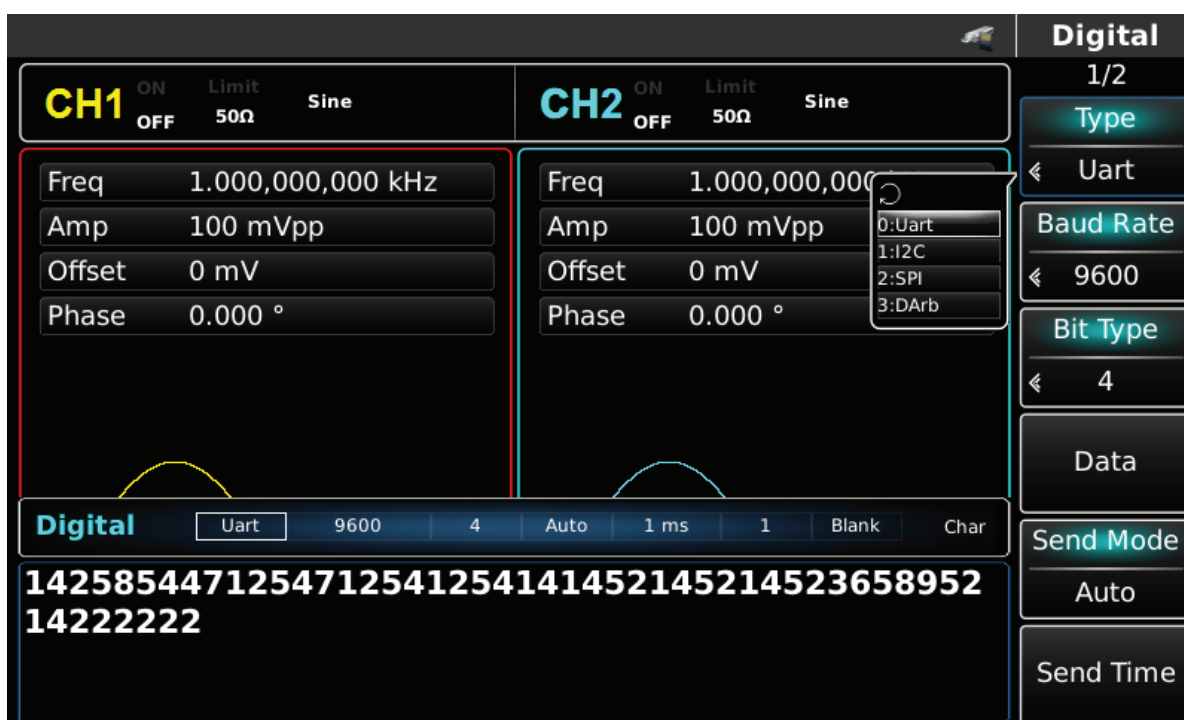 Digital
1/2
CH1 ON OFF Limit 50Ω Sine
CH2 ON OFF Limit 50Ω Sine
Freq 1.000,000,000 kHz
Amp 100 mVpp
Offset 0 mV
Phase 0.000 °
Freq 1.000,000,000
Amp 100 mVpp
Offset 0 mV
Phase 0.000 °
0:Uart
1:I2C
2:SPI
3:DArb
Type
Uart
Baud Rate
9600
Bit Type
4
Data
Send Mode
Auto
Send Time
Digital Uart 9600 4 Auto 1 ms 1 Blank Char
142585447125471254125414145214521452365895​2
14222222